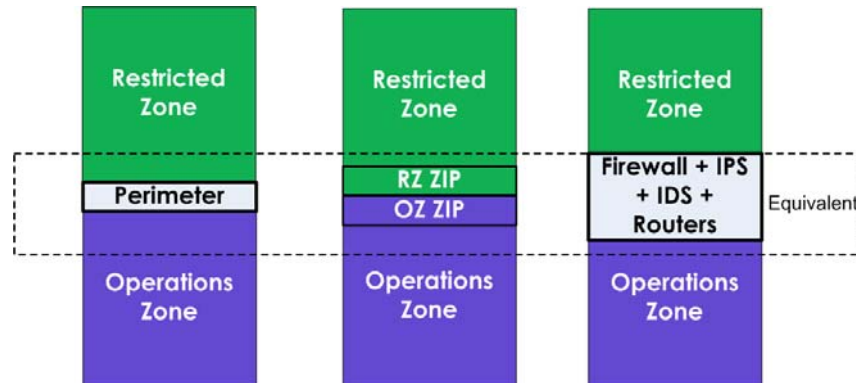 Restricted
Zone
Perimeter
Operations
Zone
Restricted
Zone
RZ ZIP
OZ ZIP
Operations
Zone
Restricted
Zone
Firewall + IPS
+ IDS +
Routers
Operations
Zone
Equivalent